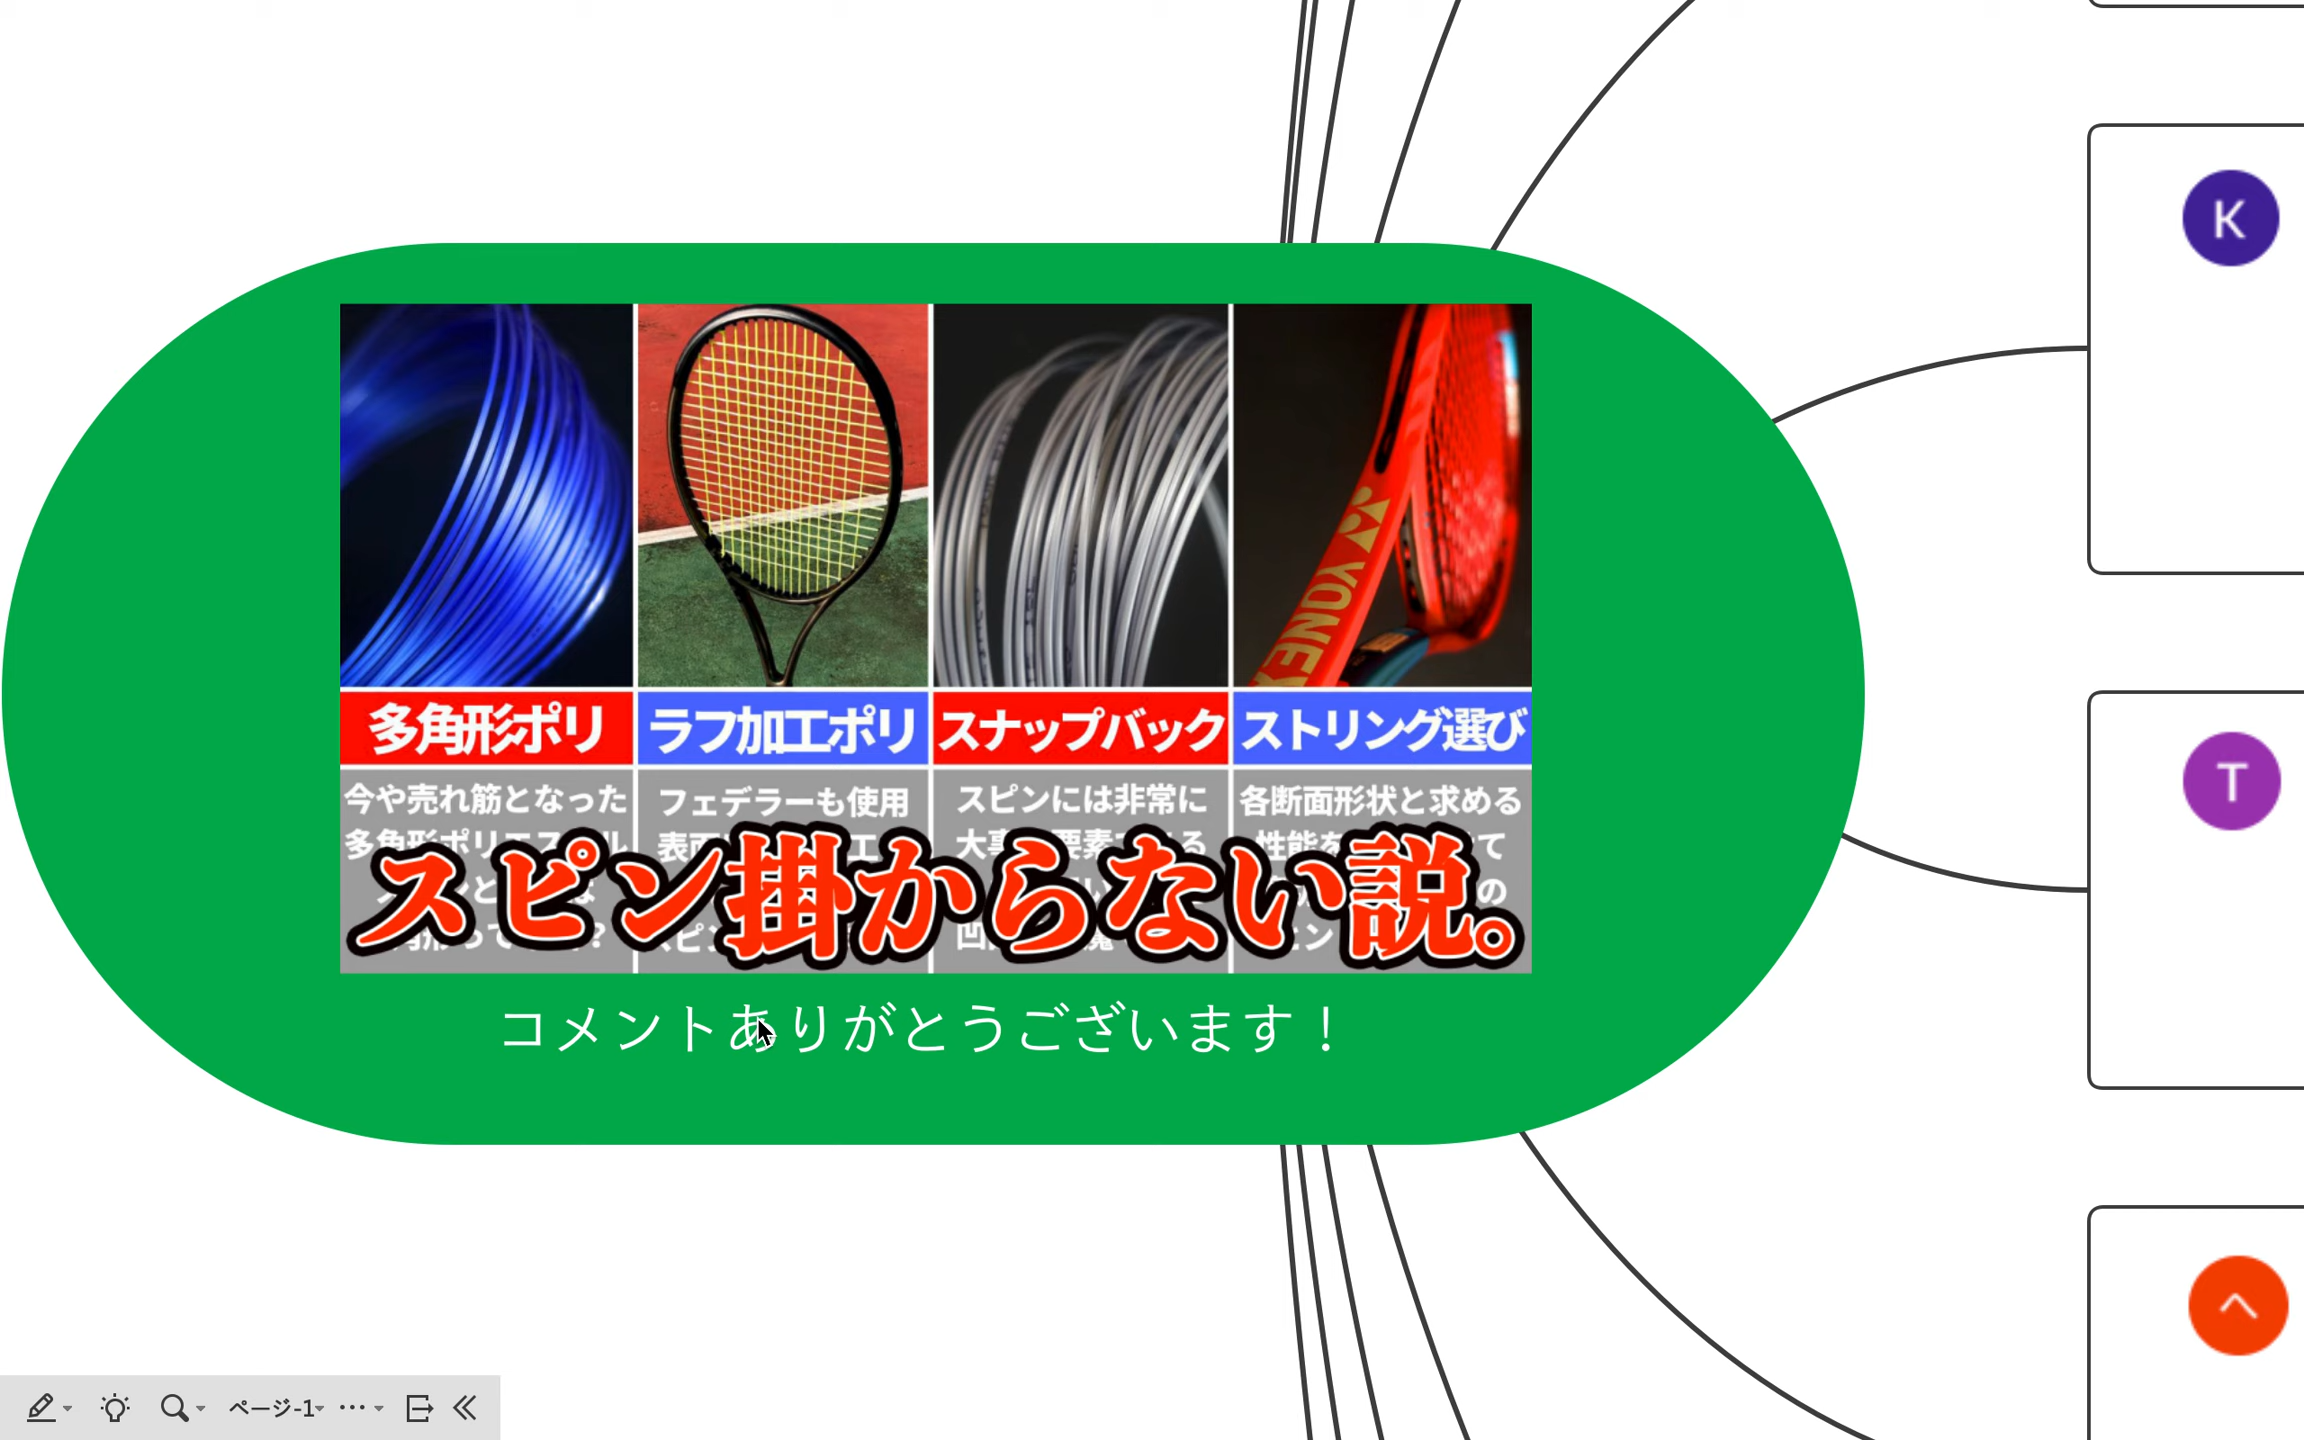 K
YONEX
多角形ポリ
ラフ加工ポリ
スナップバック
ストリング選び
今や売れ筋となった
フェデラーも使用
スピンには非常に
各断面形状と求める
スピン掛からない説。
コメントありがとうございます！
T
ページ-1